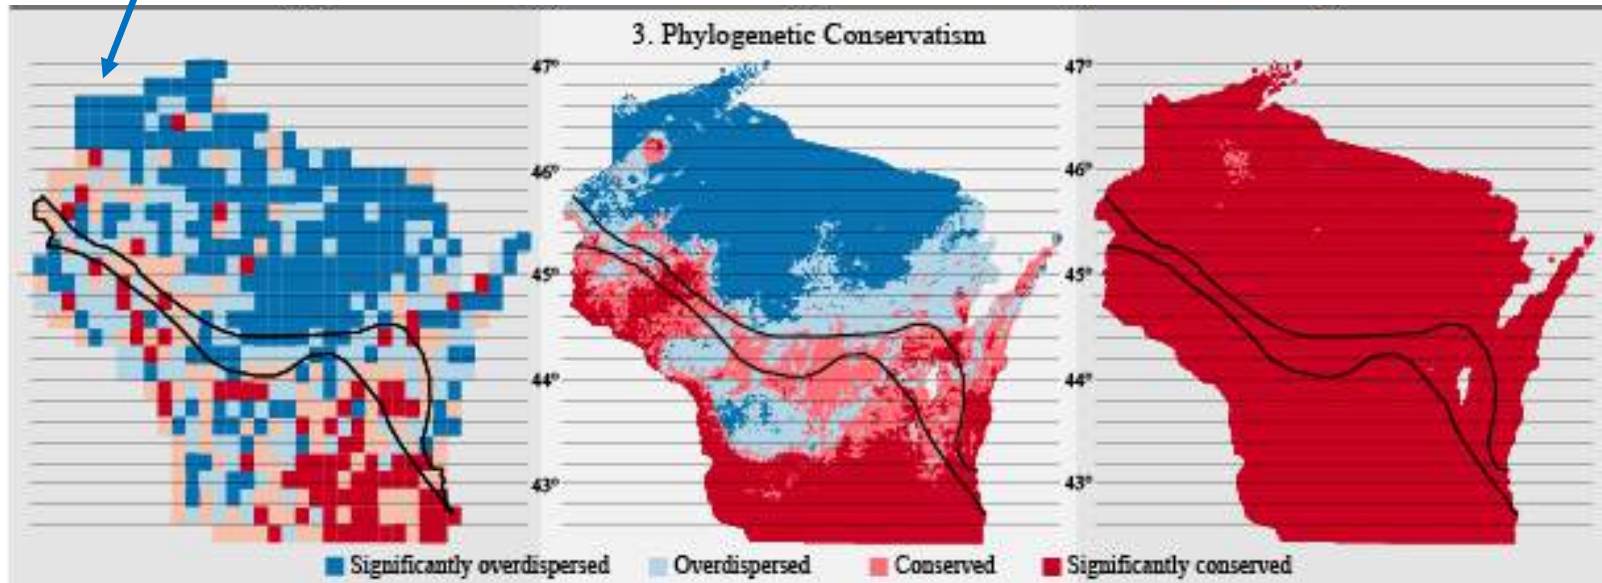 3. Phylogenetic Conservatism
47° 47°
46° 46°
45° 45°
44° 44°
43° 43°
Significantly overdispersed Overdispersed Conserved Significantly conserved